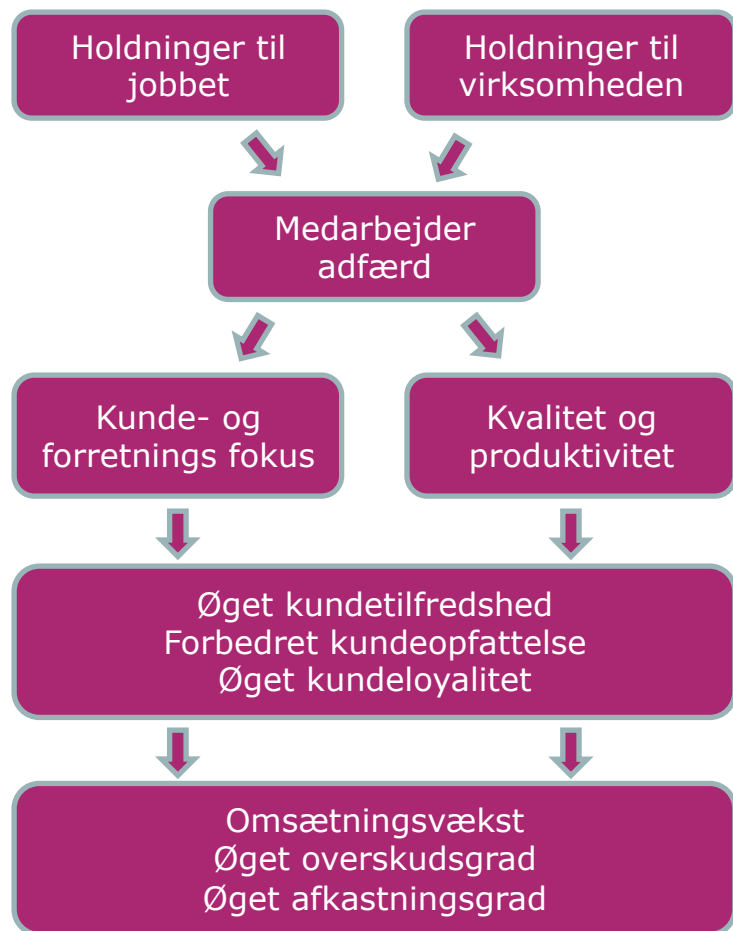 Holdninger til
jobbet
Holdninger til
virksomheden
Medarbejder
adfærd
Kunde- og
forretnings fokus
Kvalitet og
produktivitet
Øget kundetilfredshed
Forbedret kundeopfattelse
Øget kundeloyalitet
Omsætningsvækst
Øget overskudsgrad
Øget afkastningsgrad